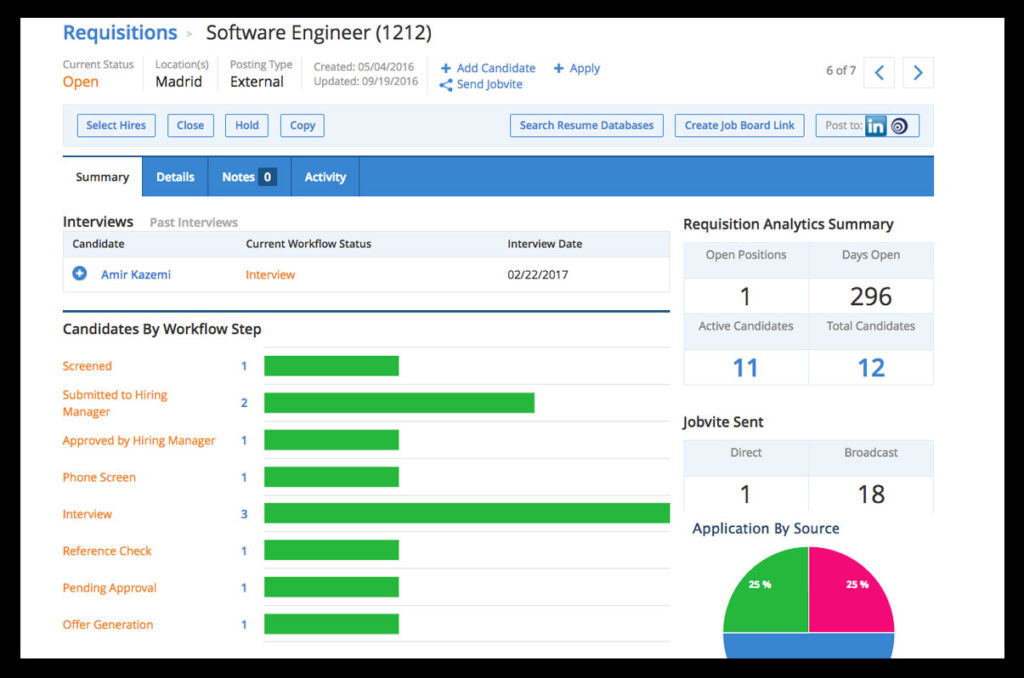 Requisitions > Software Engineer (1212)
Current Status
Open
Location(s)
Madrid
Posting Type
External
Created: 05/04/2016
Updated: 09/19/2016
+ Add Candidate + Apply
Send Jobvite
6 of 7
Select Hires Close Hold Copy Search Resume Databases Create Job Board Link Post to: in
Summary Details Notes 0 Activity
Interviews Past Interviews
Candidate Current Workflow Status Interview Date
Amir Kazemi Interview 02/22/2017
Candidates By Workflow Step
Screened 1
Submitted to Hiring
Manager 2
Approved by Hiring Manager 1
Phone Screen 1
Interview 3
Reference Check 1
Pending Approval 1
Offer Generation 1
Requisition Analytics Summary
Open Positions Days Open
1 296
Active Candidates Total Candidates
11 12
Jobvite Sent
Direct Broadcast
1 18
Application By Source
25 % 25 %